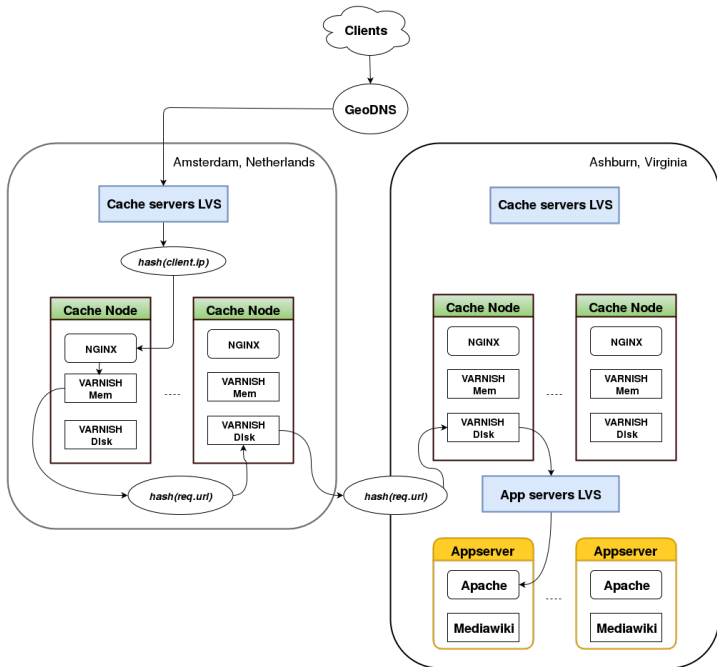 Clients
GeoDNS
Amsterdam, Netherlands
Cache servers LVS
hash(client.ip)
Cache Node
NGINX
VARNISH
Mem
VARNISH
Disk
....
Cache Node
NGINX
VARNISH
Mem
VARNISH
Disk
hash(req.url)
hash(req.url)
Ashburn, Virginia
Cache servers LVS
Cache Node
NGINX
VARNISH
Mem
VARNISH
Disk
....
Cache Node
NGINX
VARNISH
Mem
VARNISH
Disk
App servers LVS
Appserver
Apache
Mediawiki
....
Appserver
Apache
Mediawiki